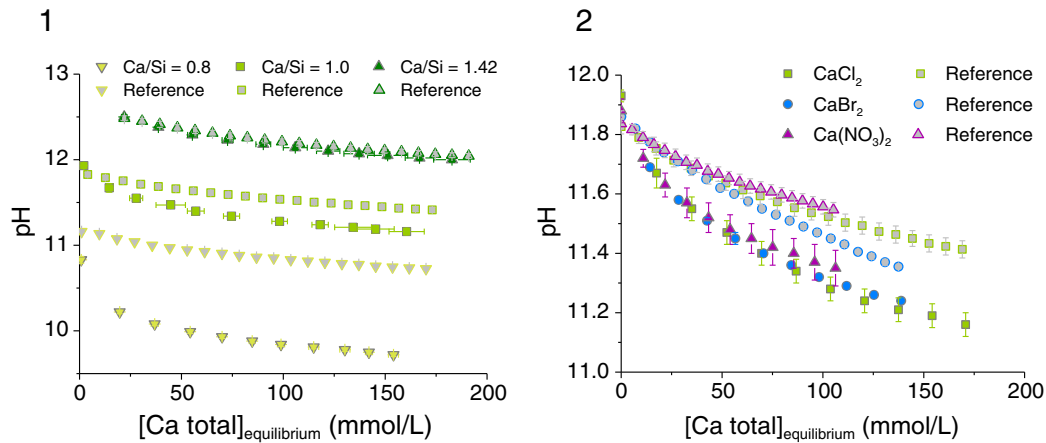 1
Ca/Si = 0.8 Ca/Si = 1.0 Ca/Si = 1.42
Reference Reference Reference
13
12
11
10
pH
0 50 100 150 200
[Ca total]equilibrium (mmol/L)
2
CaCl2 Reference
CaBr2 Reference
Ca(NO3)2 Reference
12.0
11.8
11.6
11.4
11.2
11.0
pH
0 50 100 150 200
[Ca total]equilibrium (mmol/L)